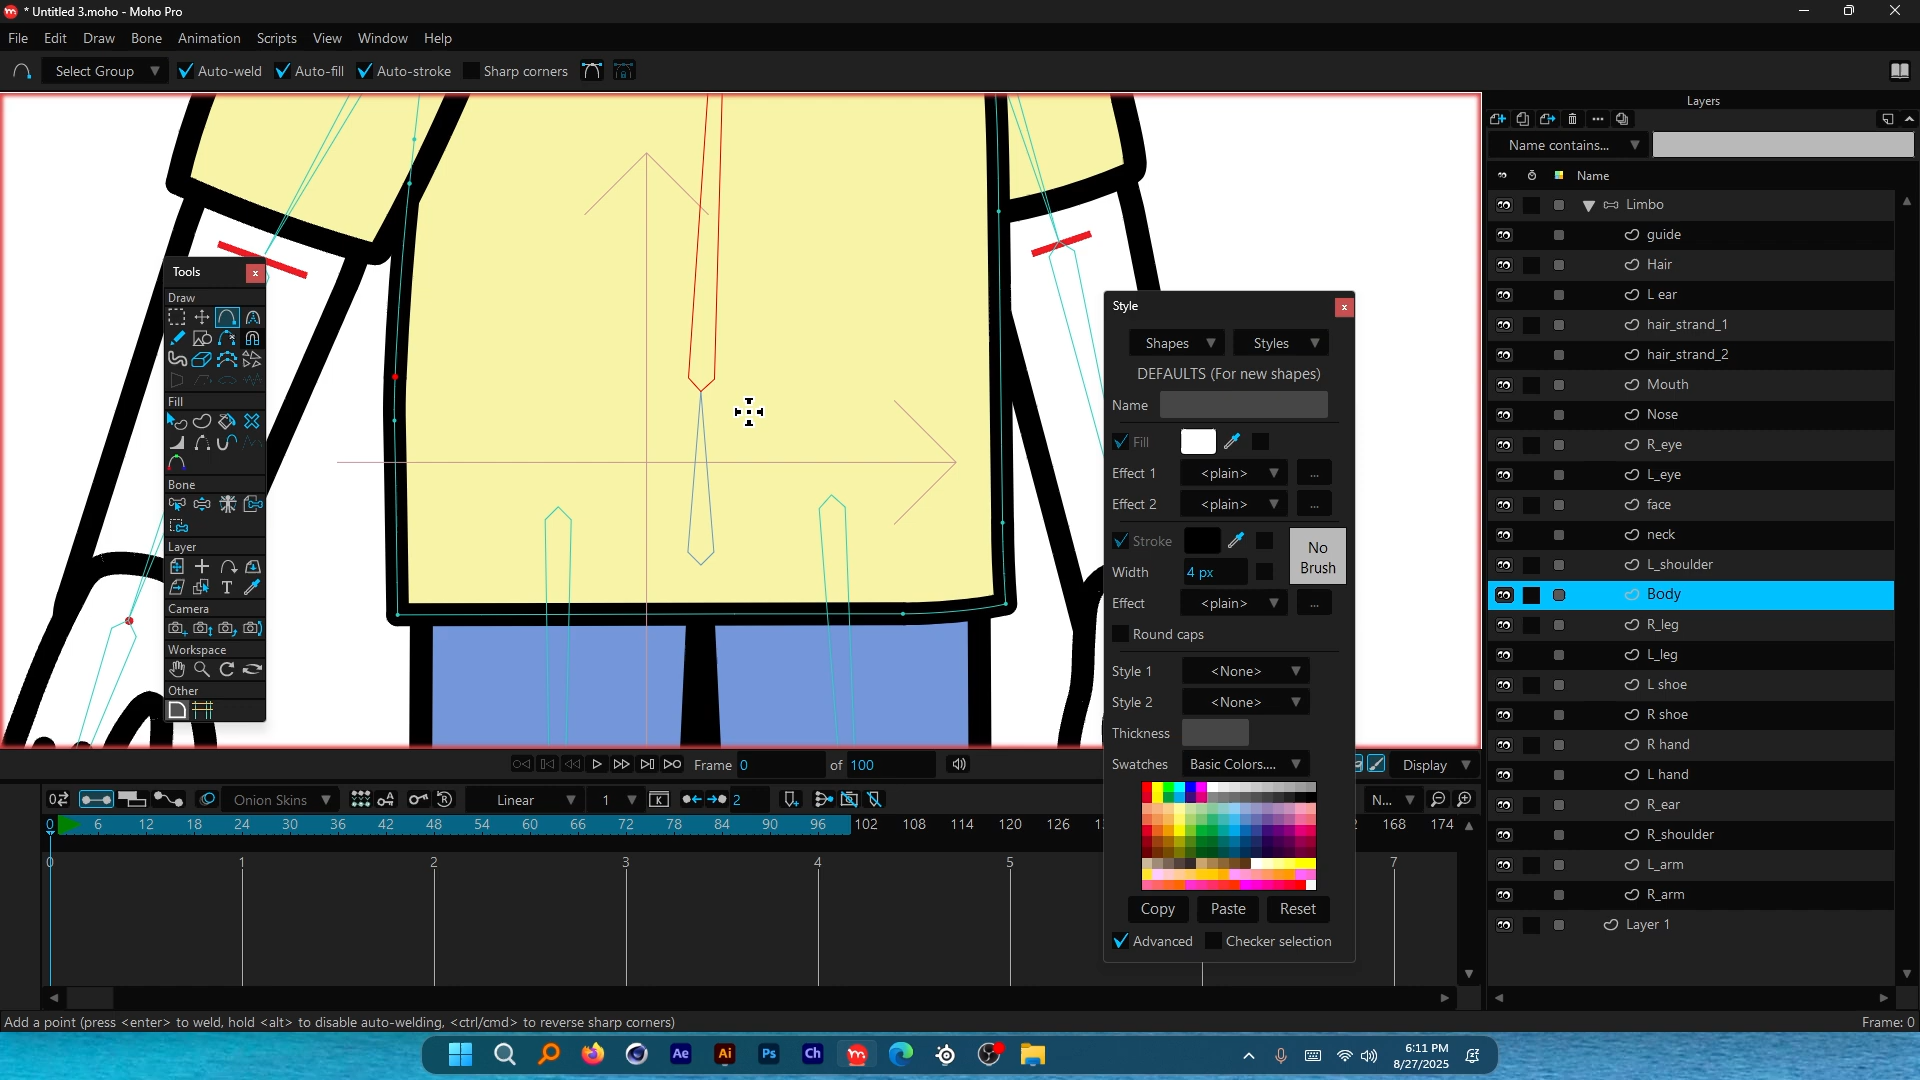 * Untitled 3.moho - Moho Pro
File Edit Draw Bone Animation Scripts View Window Help
Select Group Auto-weld Auto-fill Auto-stroke Sharp corners
Layers
Name contains...
Name
Limbo
guide
Hair
L ear
hair_strand_1
hair_strand_2
Mouth
Nose
R_eye
L_eye
face
neck
L_shoulder
Body
R_leg
L_leg
L shoe
R shoe
R hand
L hand
R_ear
R_shoulder
L_arm
R_arm
Layer 1
Tools
Draw
Fill
Bone
Layer
Camera
Workspace
Other
Style
Shapes Styles
DEFAULTS (For new shapes)
Name
Fill
Effect 1 <plain> ...
Effect 2 <plain> ...
Stroke No Brush
Width 4 px
Effect <plain> ...
Round caps
Style 1 <None>
Style 2 <None>
Thickness
Swatches Basic Colors....
Copy Paste Reset
Advanced Checker selection
Frame 0 of 100
Display
Onion Skins Linear 1 2 N...
0 6 12 18 24 30 36 42 48 54 60 66 72 78 84 90 96 102 108 114 120 126 168 174
0 1 2 3 4 5 7
Add a point (press <enter> to weld, hold <alt> to disable auto-welding, <ctrl/cmd> to reverse sharp corners)
Frame: 0
Ae Ai Ps Ch
6:11 PM
8/27/2025